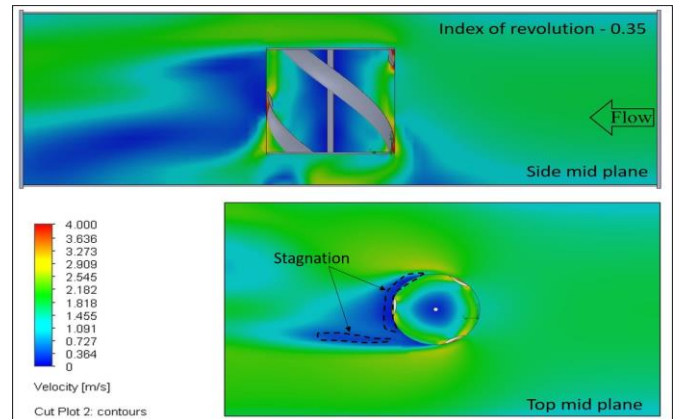 Index of revolution - 0.35
Flow
Side mid plane
4.000
3.636
3.273
2.909
2.545
2.182
1.818
1.455
1.091
0.727
0.364
0
Velocity [m/s]
Cut Plot 2: contours
Stagnation
Top mid plane